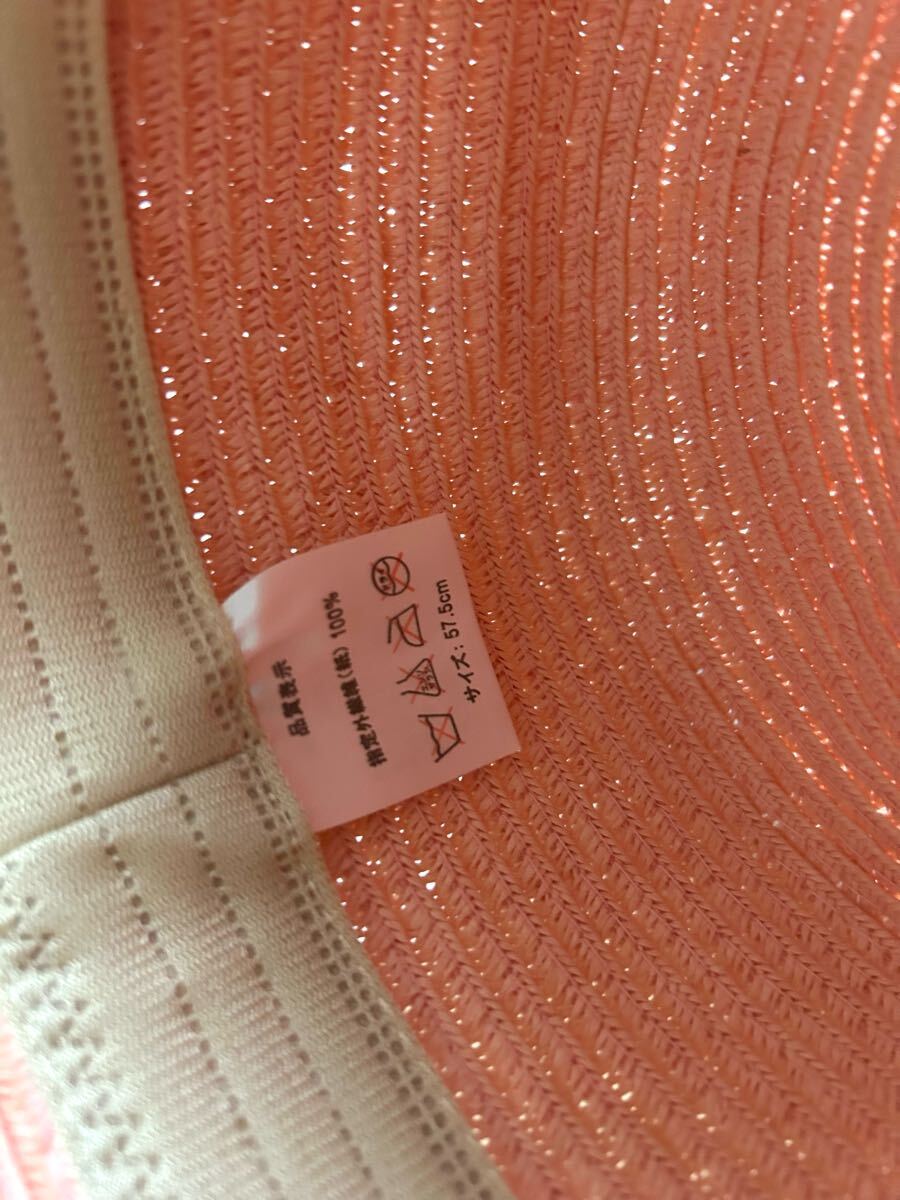 品質表示
指定外繊維(紙) 100%
サイズ: 57.5cm